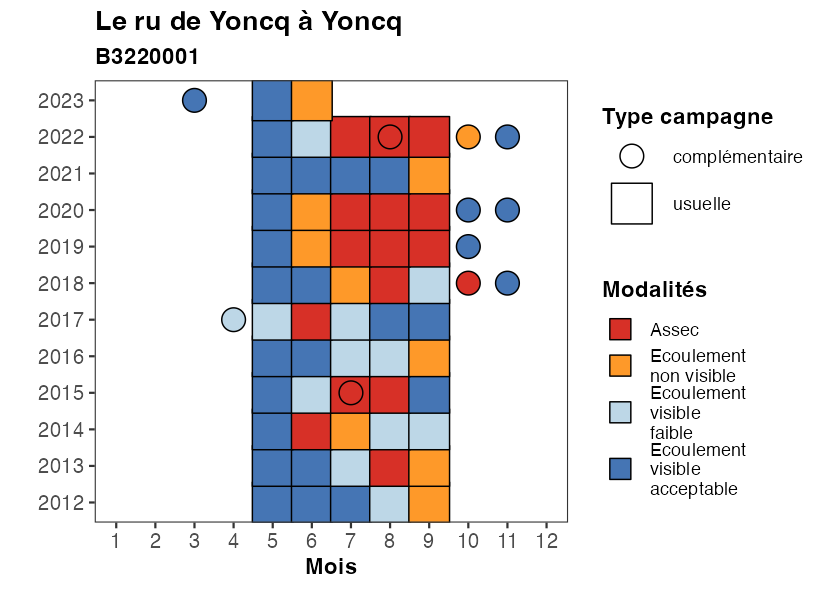 Le ru de Yoncq à Yoncq
B3220001
2023
2022
2021
2020
2019
2018
2017
2016
2015
2014
2013
2012
1 2 3 4 5 6 7 8 9 10 11 12
Mois
Type campagne
complémentaire
usuelle
Modalités
Assec
Ecoulement
non visible
Ecoulement
visible
faible
Ecoulement
visible
acceptable